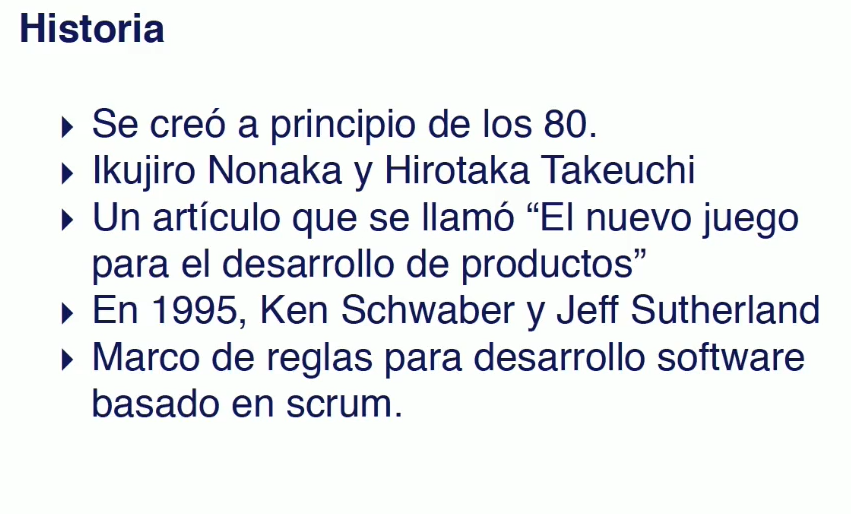 Historia
▸ Se creó a principio de los 80.
▸ Ikujiro Nonaka y Hirotaka Takeuchi
▸ Un artículo que se llamó “El nuevo juego
para el desarrollo de productos”
▸ En 1995, Ken Schwaber y Jeff Sutherland
▸ Marco de reglas para desarrollo software
basado en scrum.